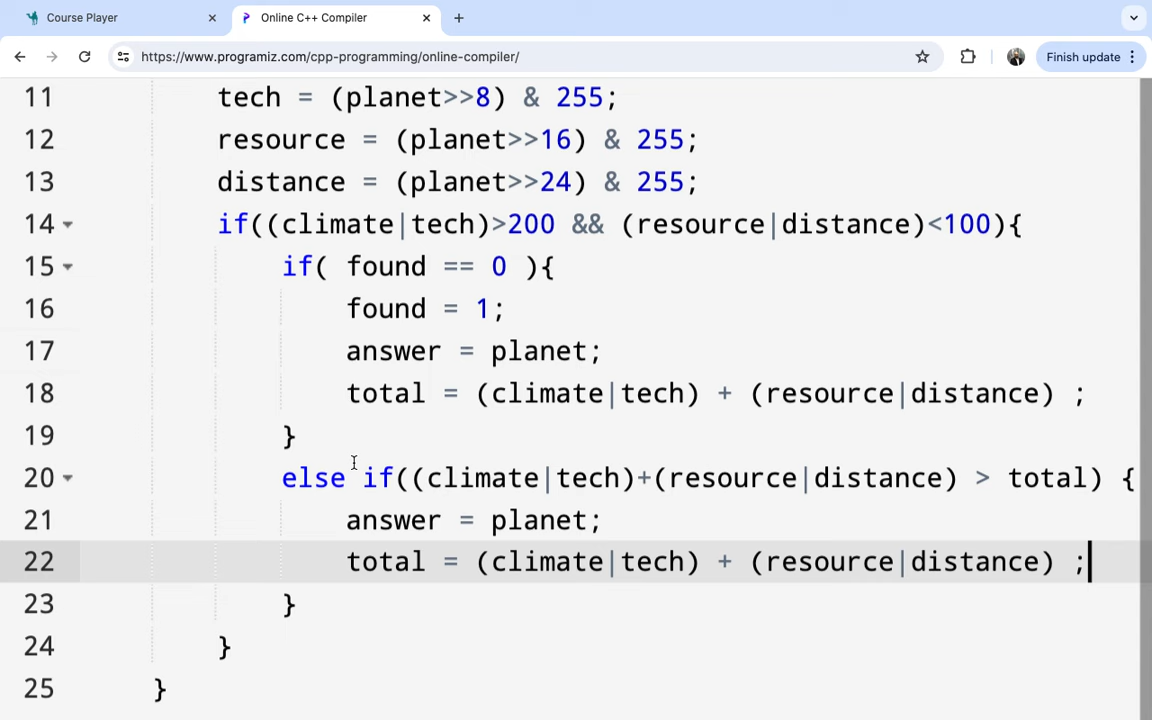 Course Player
Online C++ Compiler
https://www.programiz.com/cpp-programming/online-compiler/
Finish update
11 tech = (planet>>8) & 255;
12 resource = (planet>>16) & 255;
13 distance = (planet>>24) & 255;
14 if((climate|tech)>200 && (resource|distance)<100){
15 if( found == 0 ){
16 found = 1;
17 answer = planet;
18 total = (climate|tech) + (resource|distance) ;
19 }
20 else if((climate|tech)+(resource|distance) > total) {
21 answer = planet;
22 total = (climate|tech) + (resource|distance) ;
23 }
24 }
25 }